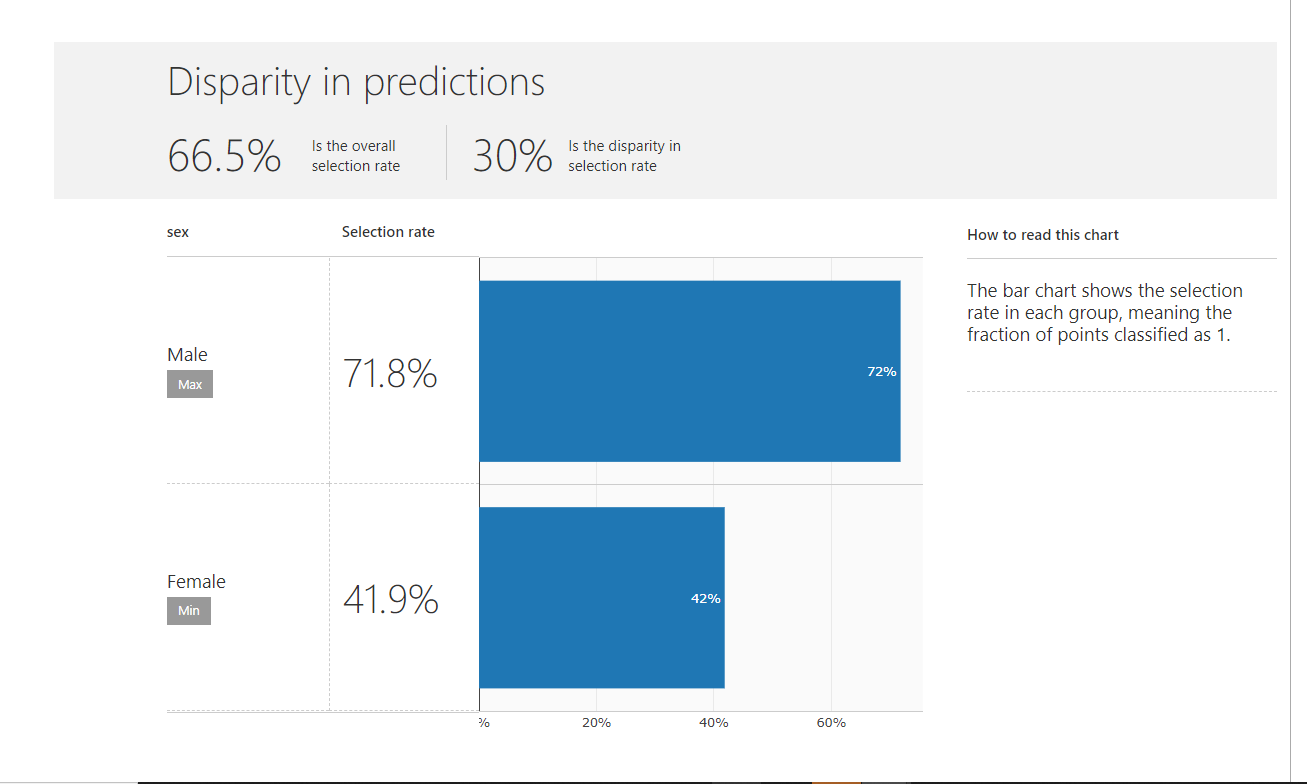 Disparity in predictions
66.5%
Is the overall
selection rate
30%
Is the disparity in
selection rate
sex
Selection rate
How to read this chart
The bar chart shows the selection
rate in each group, meaning the
fraction of points classified as 1.
Male
Max
71.8%
72%
Female
Min
41.9%
42%
%
20%
40%
60%